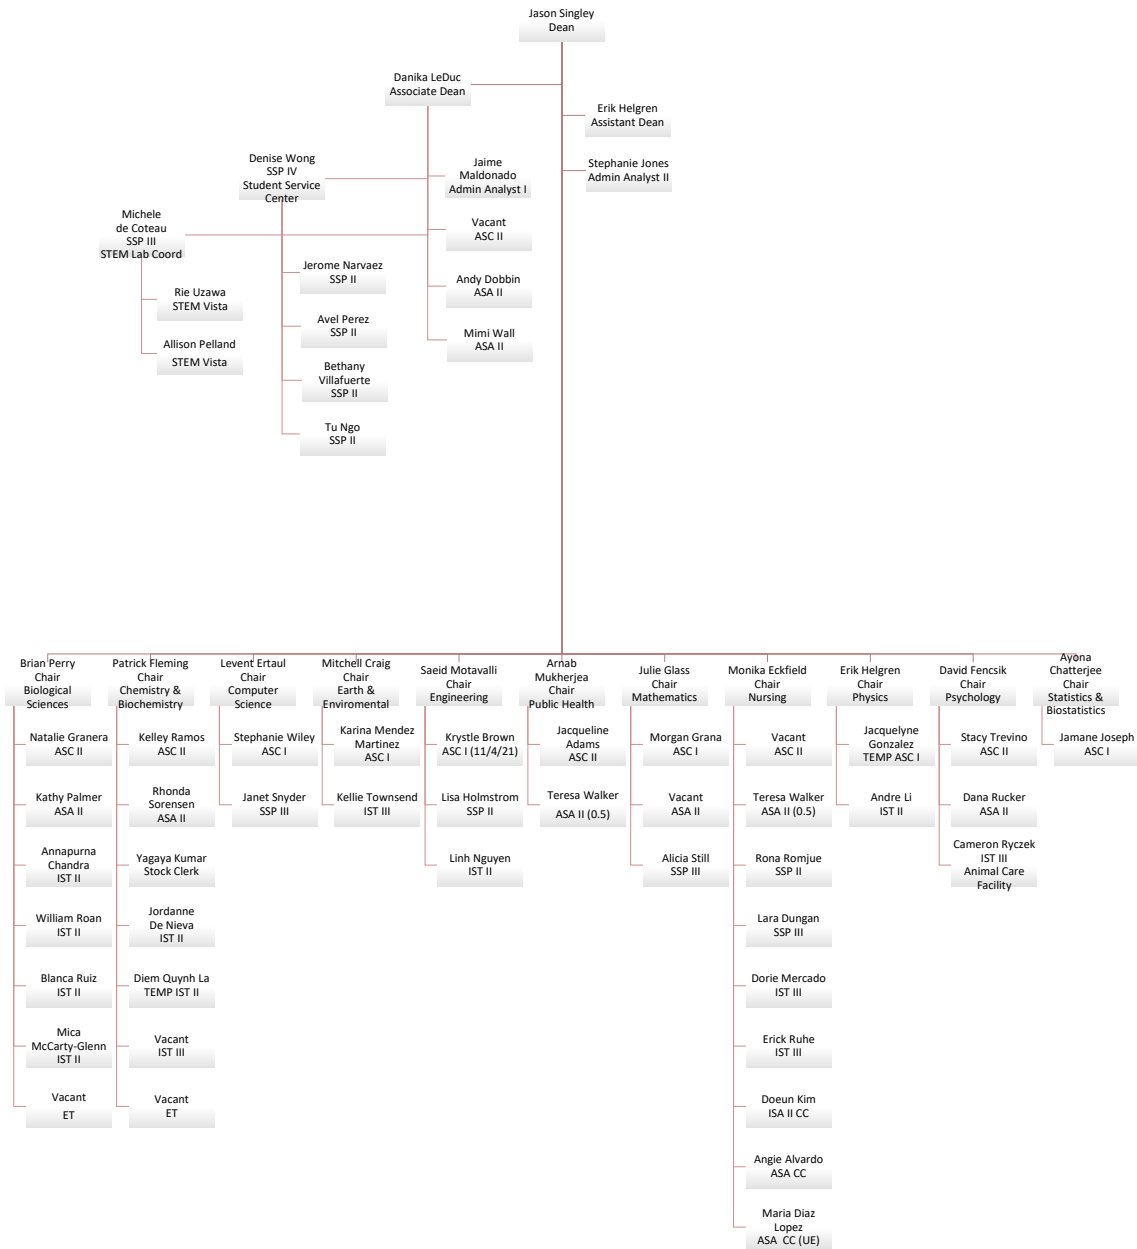 Jason Singley
Dean
Danika LeDuc
Associate Dean
Erik Helgren
Assistant Dean
Denise Wong
SSP IV
Student Service
Center
Jaime
Maldonado
Admin Analyst I
Stephanie Jones
Admin Analyst II
Michele
de Coteau
SSP III
STEM Lab Coord
Vacant
ASC II
Jerome Narvaez
SSP II
Andy Dobbin
ASA II
Rie Uzawa
STEM Vista
Avel Perez
SSP II
Mimi Wall
ASA II
Allison Pelland
STEM Vista
Bethany
Villafuerte
SSP II
Tu Ngo
SSP II
Brian Perry
Chair
Biological
Sciences
Patrick Fleming
Chair
Chemistry &
Biochemistry
Levent Ertaul
Chair
Computer
Science
Mitchell Craig
Chair
Earth &
Enviromental
Saeid Motavalli
Chair
Engineering
Arnab
Mukherjea
Chair
Public Health
Julie Glass
Chair
Mathematics
Monika Eckfield
Chair
Nursing
Erik Helgren
Chair
Physics
David Fencsik
Chair
Psychology
Ayona
Chatterjee
Chair
Statistics &
Biostatistics
Natalie Granera
ASC II
Kelley Ramos
ASC II
Stephanie Wiley
ASC I
Karina Mendez
Martinez
ASC I
Krystle Brown
ASC I (11/4/21)
Jacqueline
Adams
ASC II
Morgan Grana
ASC I
Vacant
ASC II
Jacquelyne
Gonzalez
TEMP ASC I
Stacy Trevino
ASC II
Jamane Joseph
ASC I
Kathy Palmer
ASA II
Rhonda
Sorensen
ASA II
Janet Snyder
SSP III
Kellie Townsend
IST III
Lisa Holmstrom
SSP II
Teresa Walker
ASA II (0.5)
Vacant
ASA II
Teresa Walker
ASA II (0.5)
Andre Li
IST II
Dana Rucker
ASA II
Annapurna
Chandra
IST II
Yagaya Kumar
Stock Clerk
Linh Nguyen
IST II
Alicia Still
SSP III
Rona Romjue
SSP II
Cameron Ryczek
IST III
Animal Care
Facility
William Roan
IST II
Jordanne
De Nieva
IST II
Lara Dungan
SSP III
Blanca Ruiz
IST II
Diem Quynh La
TEMP IST II
Dorie Mercado
IST III
Mica
McCarty-Glenn
IST II
Vacant
IST III
Erick Ruhe
IST III
Vacant
ET
Vacant
ET
Doeun Kim
ISA II CC
Angie Alvardo
ASA CC
Maria Diaz
Lopez
ASA CC (UE)